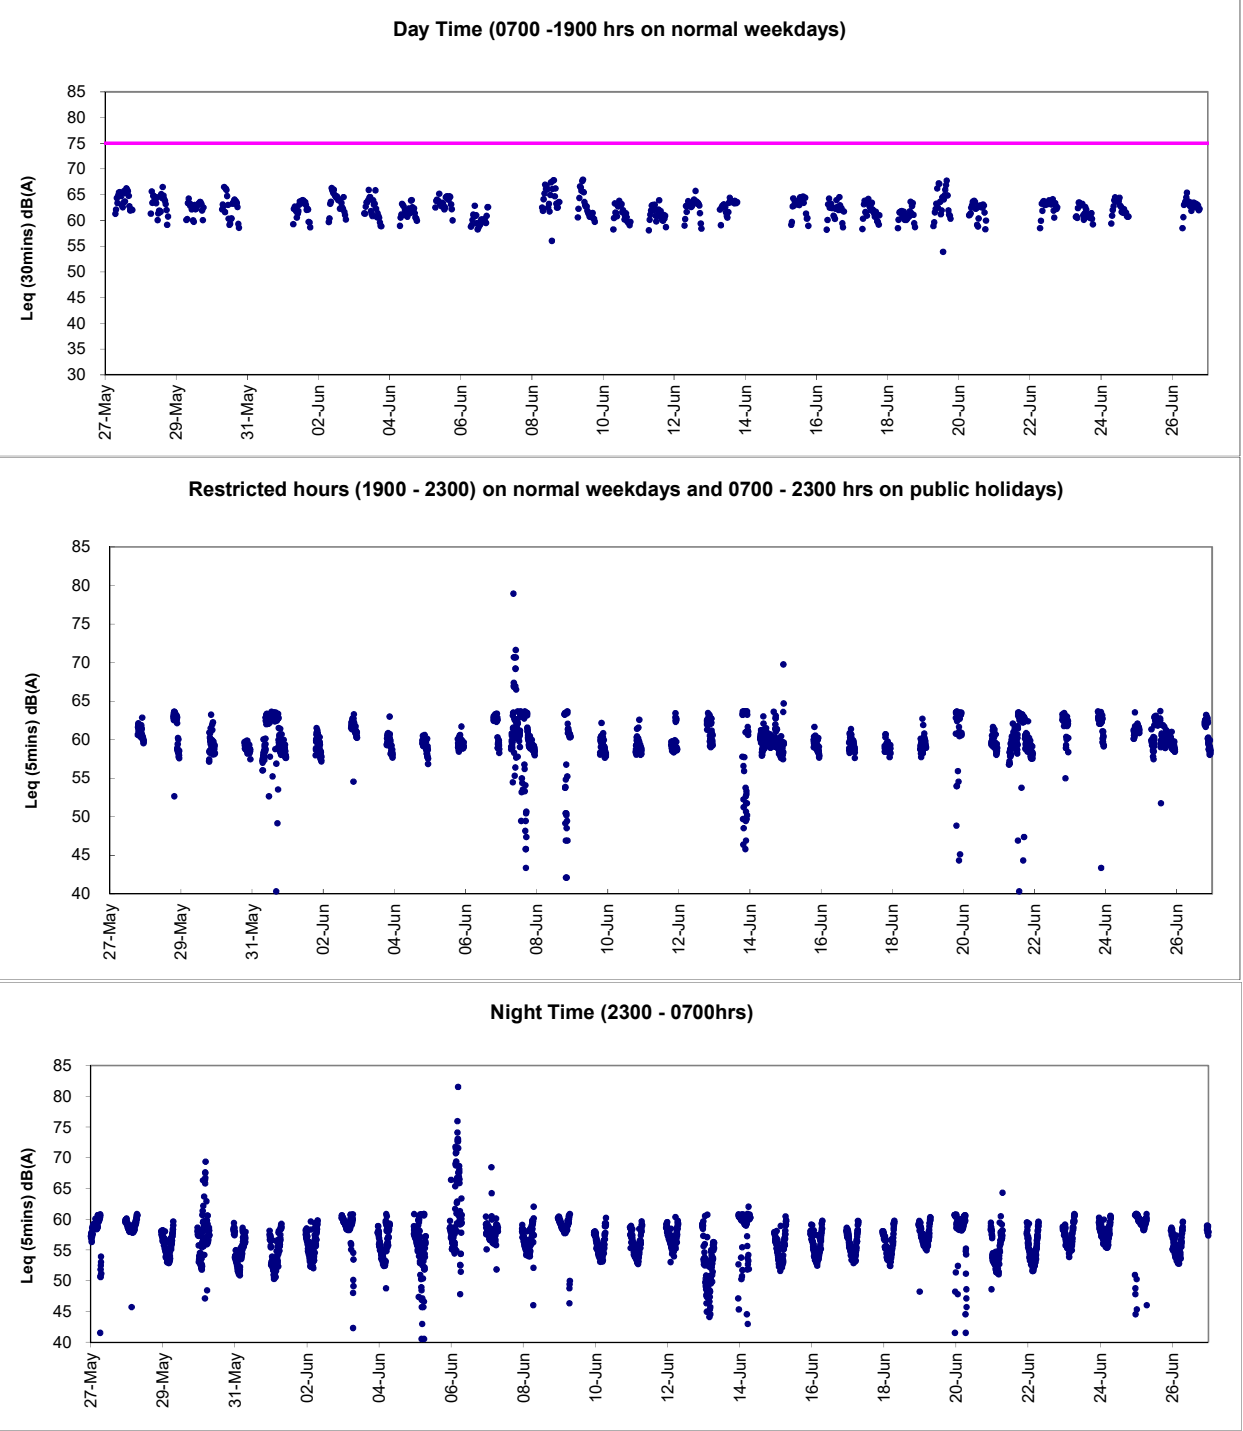 Day Time (0700 -1900 hrs on normal weekdays)
85
80
75
70
65
60
55
50
45
40
35
30
Leq (30mins) dB(A)
27-May
29-May
31-May
02-Jun
04-Jun
06-Jun
08-Jun
10-Jun
12-Jun
14-Jun
16-Jun
18-Jun
20-Jun
22-Jun
24-Jun
26-Jun
Restricted hours (1900 - 2300) on normal weekdays and 0700 - 2300 hrs on public holidays)
85
80
75
70
65
60
55
50
45
40
Leq (5mins) dB(A)
27-May
29-May
31-May
02-Jun
04-Jun
06-Jun
08-Jun
10-Jun
12-Jun
14-Jun
16-Jun
18-Jun
20-Jun
22-Jun
24-Jun
26-Jun
Night Time (2300 - 0700hrs)
85
80
75
70
65
60
55
50
45
40
Leq (5mins) dB(A)
27-May
29-May
31-May
02-Jun
04-Jun
06-Jun
08-Jun
10-Jun
12-Jun
14-Jun
16-Jun
18-Jun
20-Jun
22-Jun
24-Jun
26-Jun